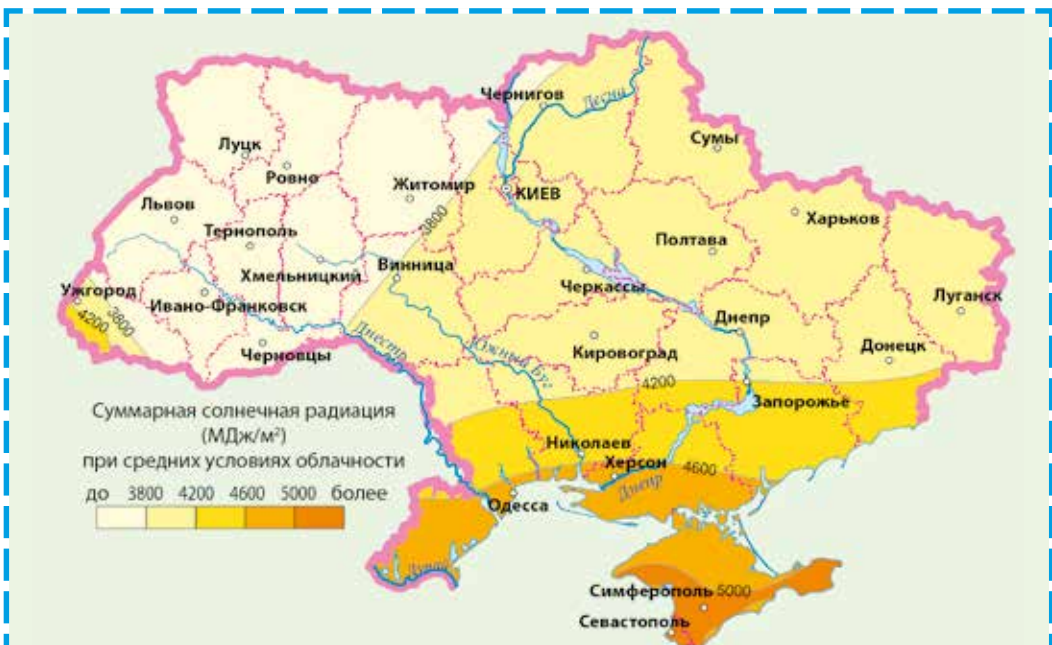 Чернигов
Десна
Сумы
Луцк
Ровно
Житомир
КИЕВ
Львов
Харьков
3800
Тернополь
Полтава
Хмельницкий
Винница
Черкассы
Ужгород
Ивано-Франковск
Луганск
4200
3800
Днепр
Днестр
Южный Буг
Черновцы
Кировоград
Донецк
4200
Запорожье
Суммарная солнечная радиация
(МДж/м²)
при средних условиях облачности
до 3800 4200 4600 5000 более
Николаев
Херсон
4600
Днепр
Одесса
Дунай
Симферополь
5000
Севастополь